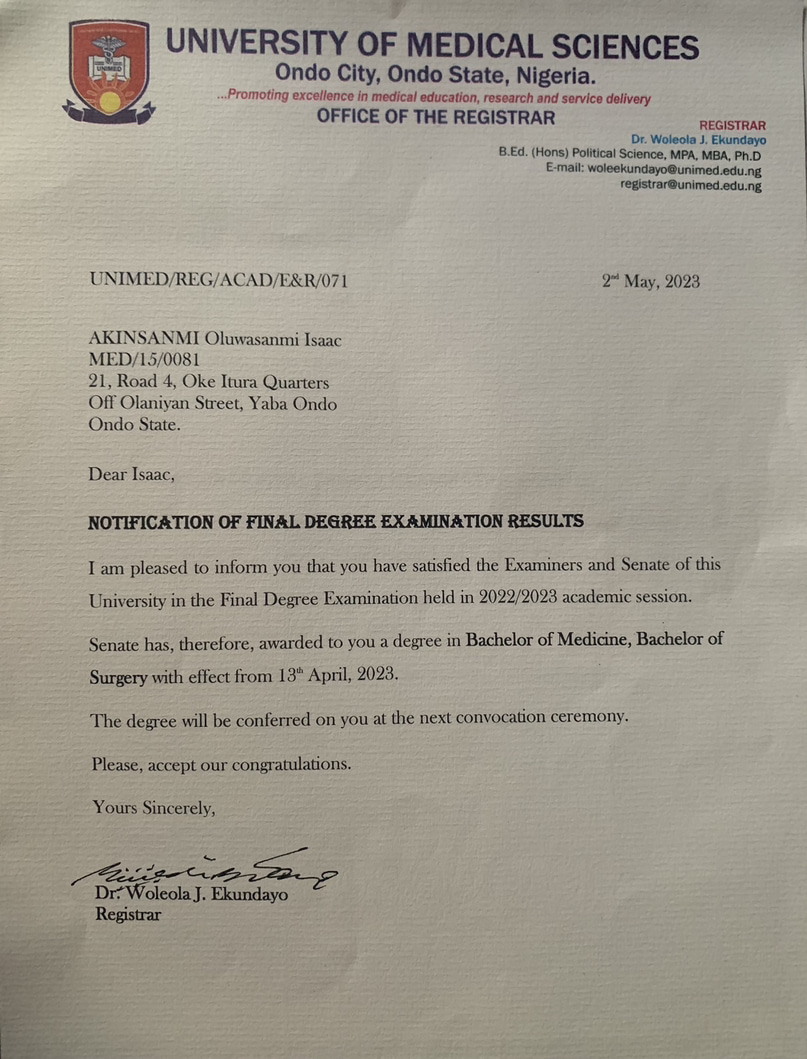 UNIMED
UNIVERSITY OF MEDICAL SCIENCES
Ondo City, Ondo State, Nigeria.
...Promoting excellence in medical education, research and service delivery
OFFICE OF THE REGISTRAR
REGISTRAR
Dr. Woleola J. Ekundayo
B.Ed. (Hons) Political Science, MPA, MBA, Ph.D
E-mail: woleekundayo@unimed.edu.ng
registrar@unimed.edu.ng
UNIMED/REG/ACAD/E&R/071 2nd May, 2023
AKINSANMI Oluwasanmi Isaac
MED/15/0081
21, Road 4, Oke Itura Quarters
Off Olaniyan Street, Yaba Ondo
Ondo State.
Dear Isaac,
NOTIFICATION OF FINAL DEGREE EXAMINATION RESULTS
I am pleased to inform you that you have satisfied the Examiners and Senate of this
University in the Final Degree Examination held in 2022/2023 academic session.
Senate has, therefore, awarded to you a degree in Bachelor of Medicine, Bachelor of
Surgery with effect from 13th April, 2023.
The degree will be conferred on you at the next convocation ceremony.
Please, accept our congratulations.
Yours Sincerely,
Dr. Woleola J. Ekundayo
Registrar